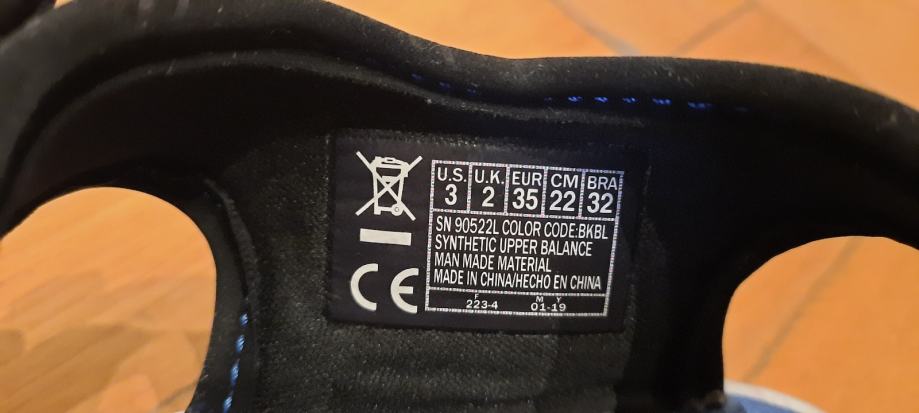 U.S. U.K. EUR CM BRA
3 2 35 22 32
SN 90522L COLOR CODE:BKBL
SYNTHETIC UPPER BALANCE
MAN MADE MATERIAL
MADE IN CHINA/HECHO EN CHINA
F M Y
223-4 01-19
CE